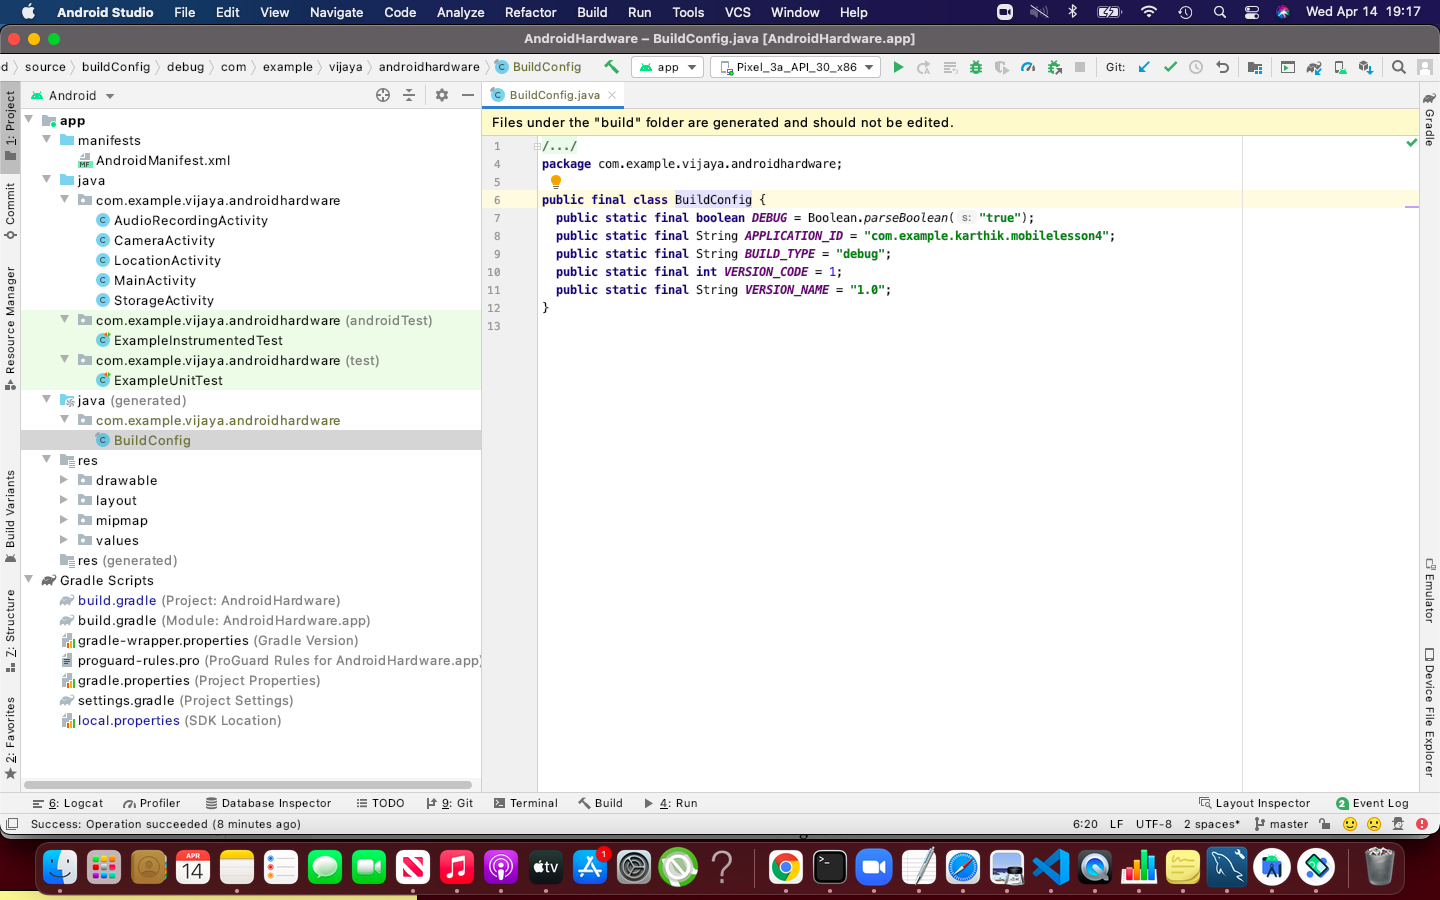 Android Studio File Edit View Navigate Code Analyze Refactor Build Run Tools VCS Window Help Wed Apr 14 19:17
AndroidHardware – BuildConfig.java [AndroidHardware.app]
d source buildConfig debug com example vijaya androidhardware BuildConfig app Pixel_3a_API_30_x86 Git:
Android
BuildConfig.java
Files under the "build" folder are generated and should not be edited.
1: Project
Commit
Resource Manager
Build Variants
7: Structure
2: Favorites
app
manifests
AndroidManifest.xml
java
com.example.vijaya.androidhardware
AudioRecordingActivity
CameraActivity
LocationActivity
MainActivity
StorageActivity
com.example.vijaya.androidhardware (androidTest)
ExampleInstrumentedTest
com.example.vijaya.androidhardware (test)
ExampleUnitTest
java (generated)
com.example.vijaya.androidhardware
BuildConfig
res
drawable
layout
mipmap
values
res (generated)
Gradle Scripts
build.gradle (Project: AndroidHardware)
build.gradle (Module: AndroidHardware.app)
gradle-wrapper.properties (Gradle Version)
proguard-rules.pro (ProGuard Rules for AndroidHardware.app)
gradle.properties (Project Properties)
settings.gradle (Project Settings)
local.properties (SDK Location)
1 /.../
4 package com.example.vijaya.androidhardware;
5
6 public final class BuildConfig {
7 public static final boolean DEBUG = Boolean.parseBoolean( s: "true");
8 public static final String APPLICATION_ID = "com.example.karthik.mobilelesson4";
9 public static final String BUILD_TYPE = "debug";
10 public static final int VERSION_CODE = 1;
11 public static final String VERSION_NAME = "1.0";
12 }
13
Gradle
Emulator
Device File Explorer
6: Logcat Profiler Database Inspector TODO 9: Git Terminal Build 4: Run Layout Inspector 2 Event Log
Success: Operation succeeded (8 minutes ago) 6:20 LF UTF-8 2 spaces* master
APR
14
tv
1